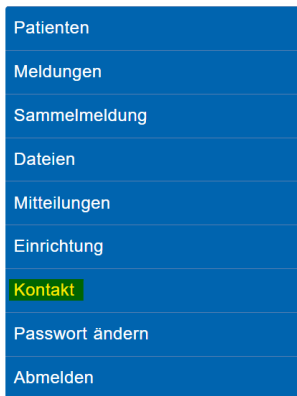 Patienten
Meldungen
Sammelmeldung
Dateien
Mitteilungen
Einrichtung
Kontakt
Passwort ändern
Abmelden